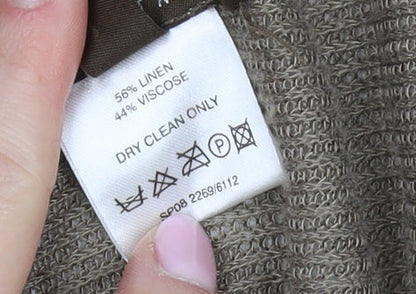 56% LINEN
44% VISCOSE
DRY CLEAN ONLY
P
SP08 2269/6112